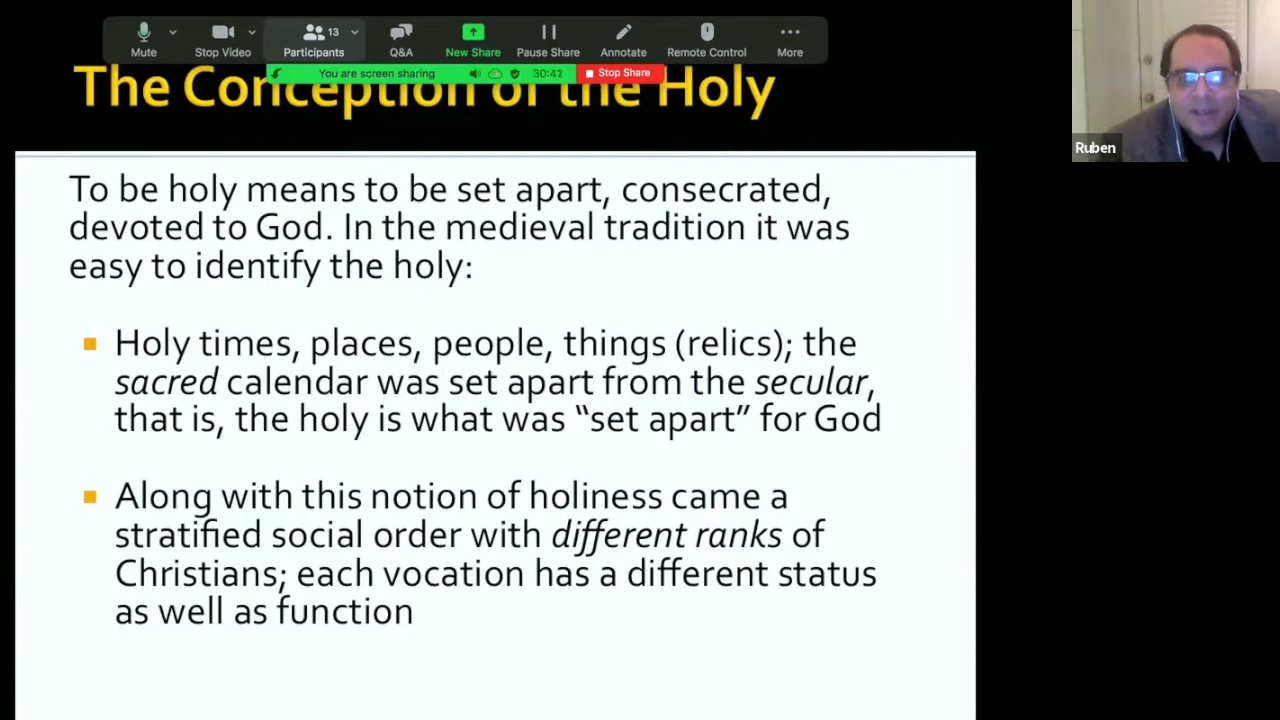 13
Mute
Stop Video
Participants
Q&A
New Share
Pause Share
Annotate
Remote Control
More
You are screen sharing
30:42
Stop Share
The Conception of the Holy
Ruben
To be holy means to be set apart, consecrated,
devoted to God. In the medieval tradition it was
easy to identify the holy:
Holy times, places, people, things (relics); the
sacred calendar was set apart from the secular,
that is, the holy is what was “set apart” for God
Along with this notion of holiness came a
stratified social order with different ranks of
Christians; each vocation has a different status
as well as function